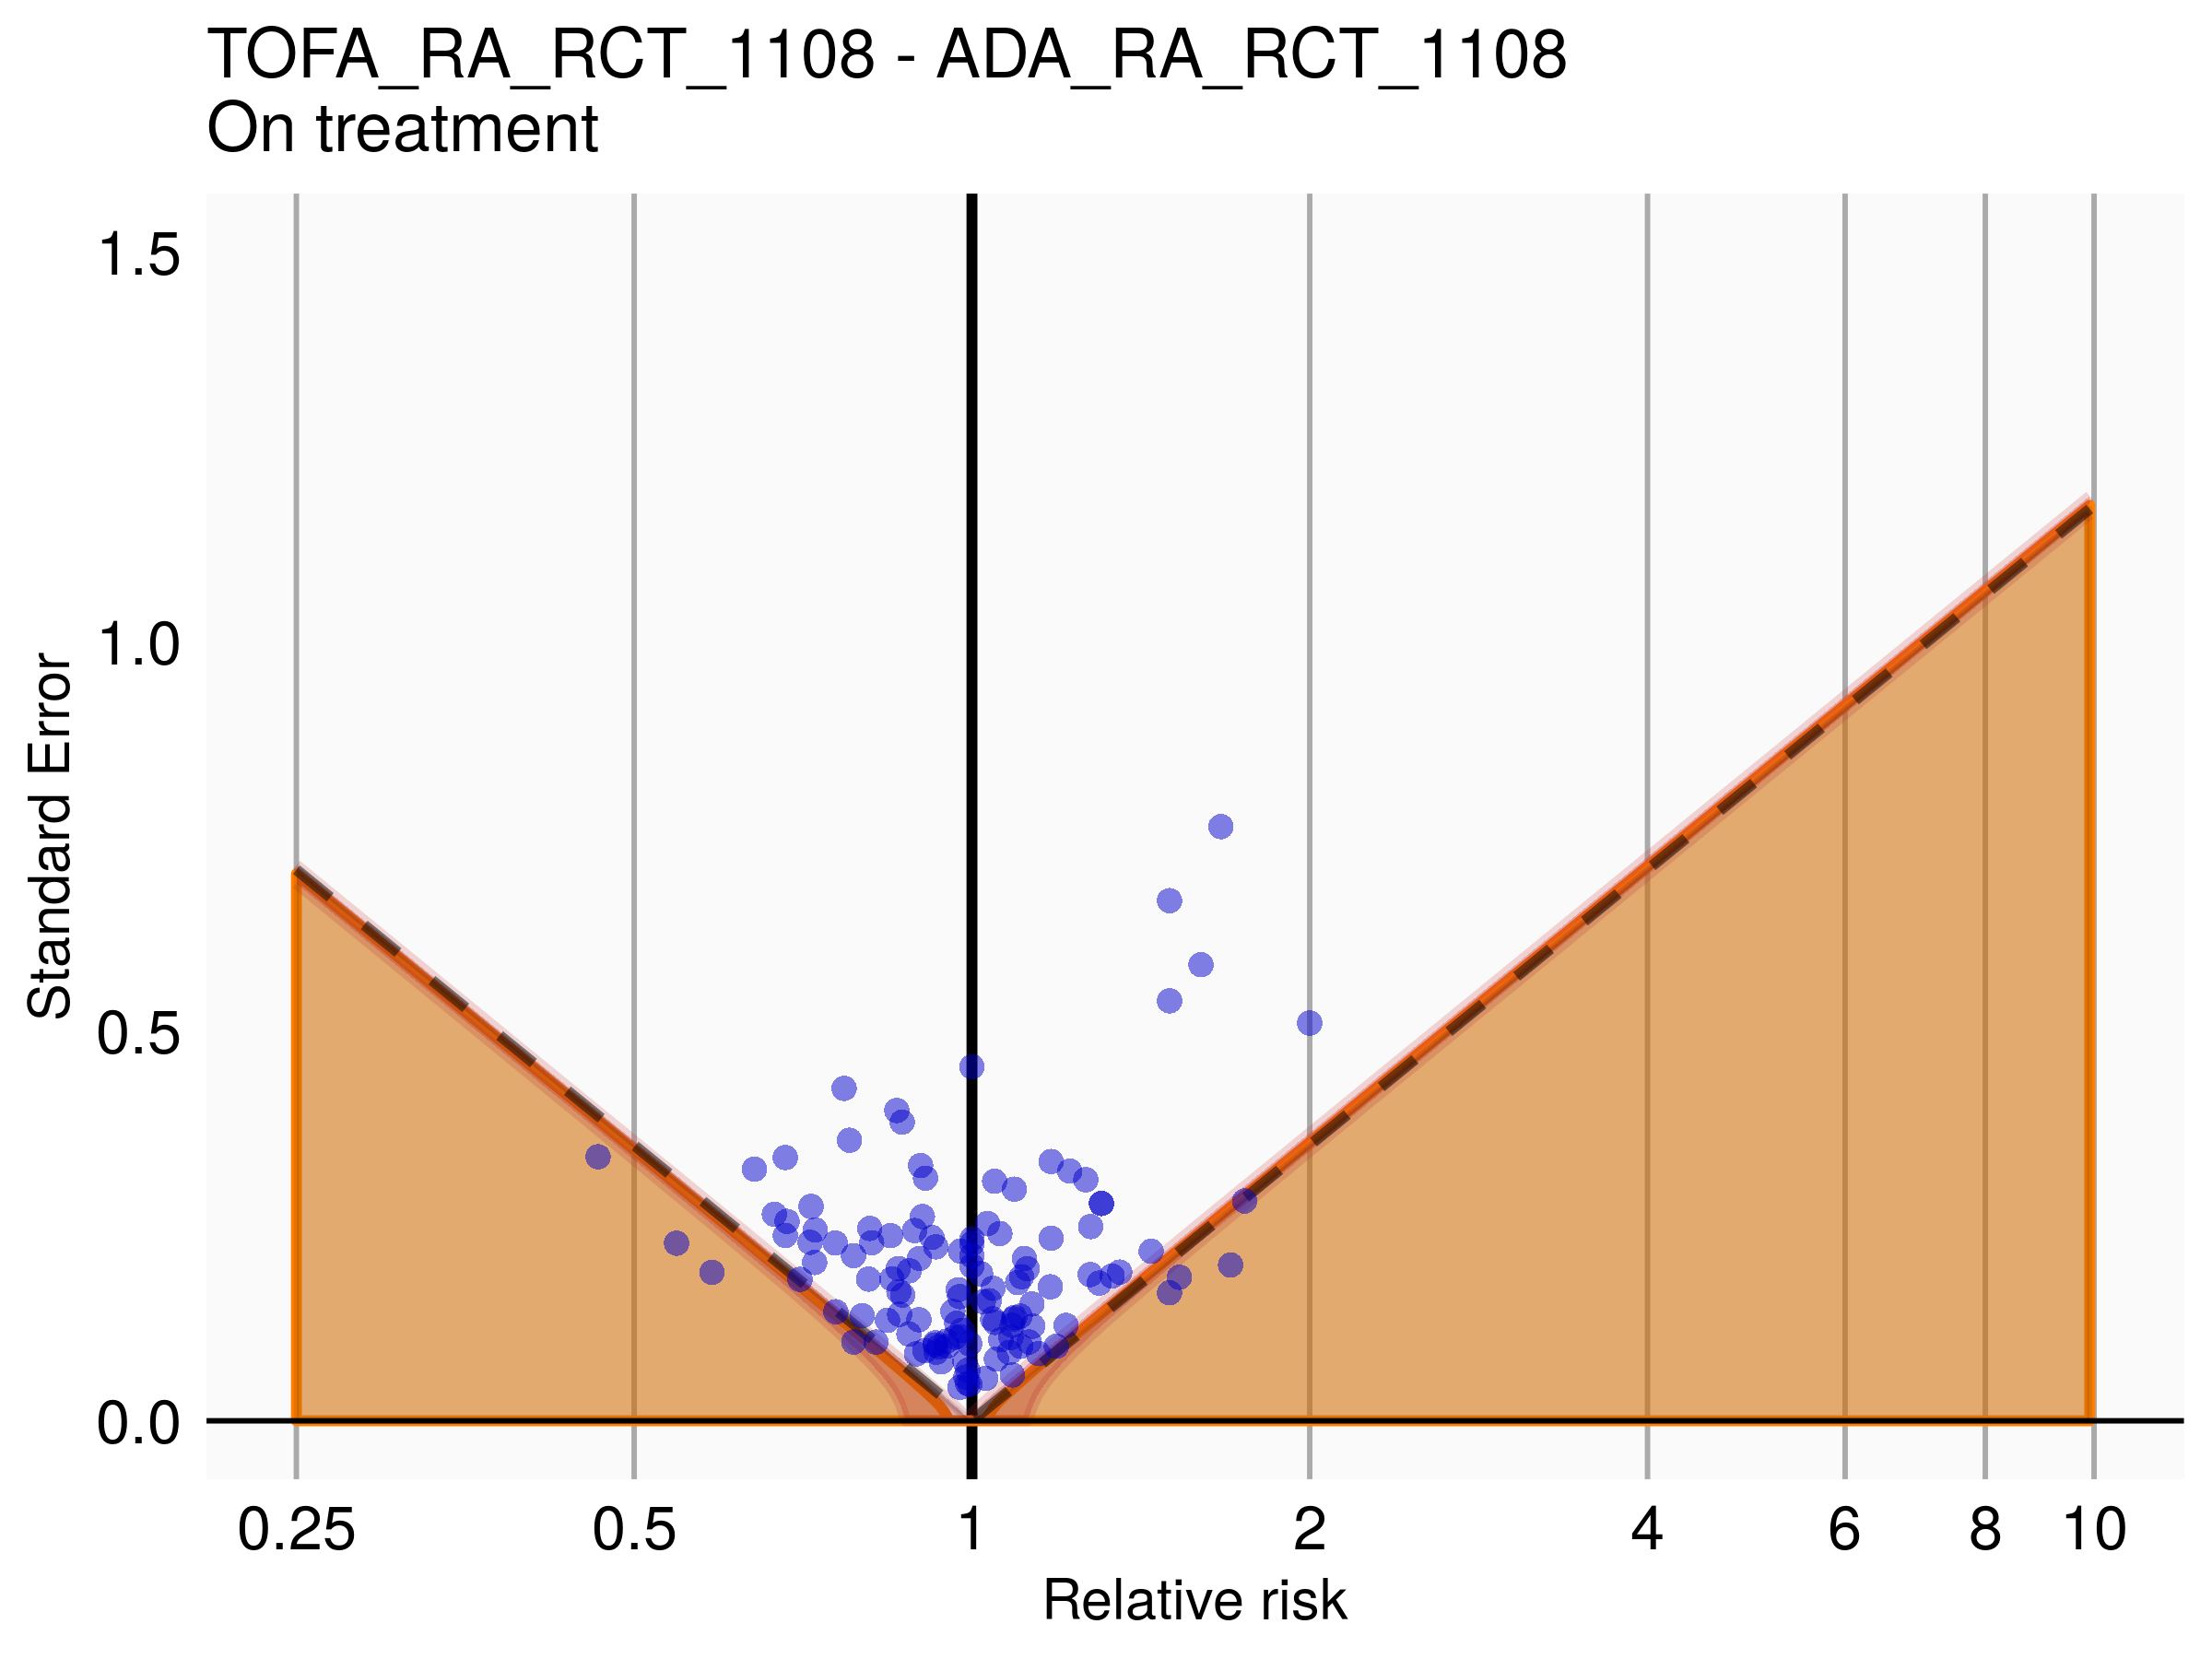 TOFA_RA_RCT_1108 - ADA_RA_RCT_1108
On treatment
1.5
1.0
0.5
0.0
Standard Error
0.25 0.5 1 2 4 6 8 10
Relative risk